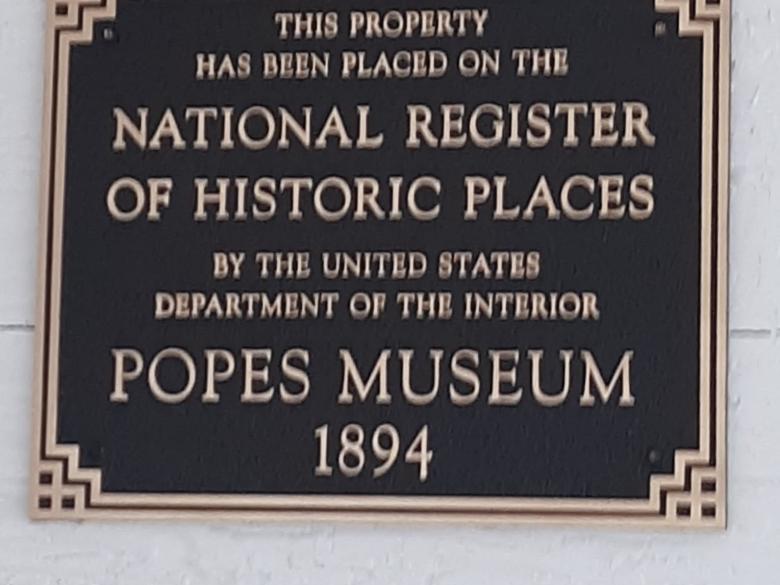 THIS PROPERTY
HAS BEEN PLACED ON THE
NATIONAL REGISTER
OF HISTORIC PLACES
BY THE UNITED STATES
DEPARTMENT OF THE INTERIOR
POPES MUSEUM
1894